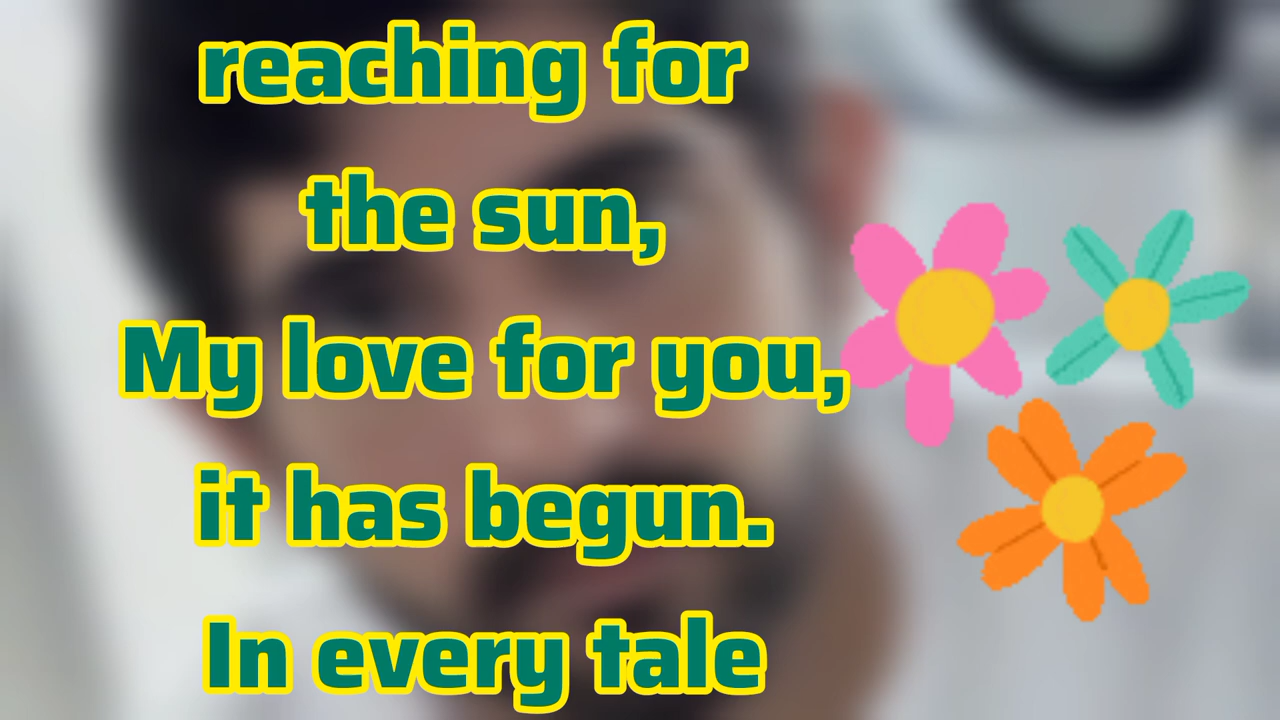 reaching for
the sun,
My love for you,
it has begun.
In every tale